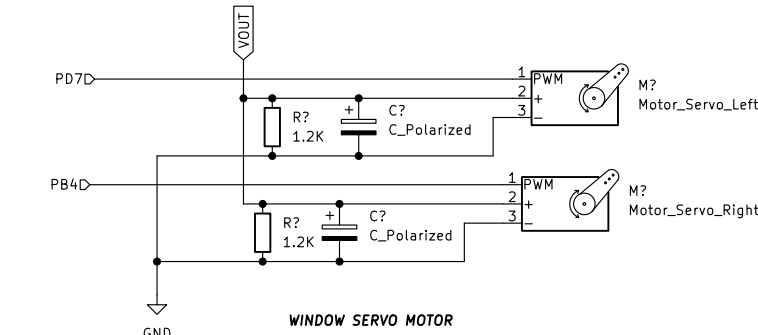 VOUT
PD7
1
PWM
2
+
3
−
M?
Motor_Servo_Left
R?
1.2K
+
C?
C_Polarized
PB4
1
PWM
2
+
3
−
M?
Motor_Servo_Right
R?
1.2K
+
C?
C_Polarized
WINDOW SERVO MOTOR
GND